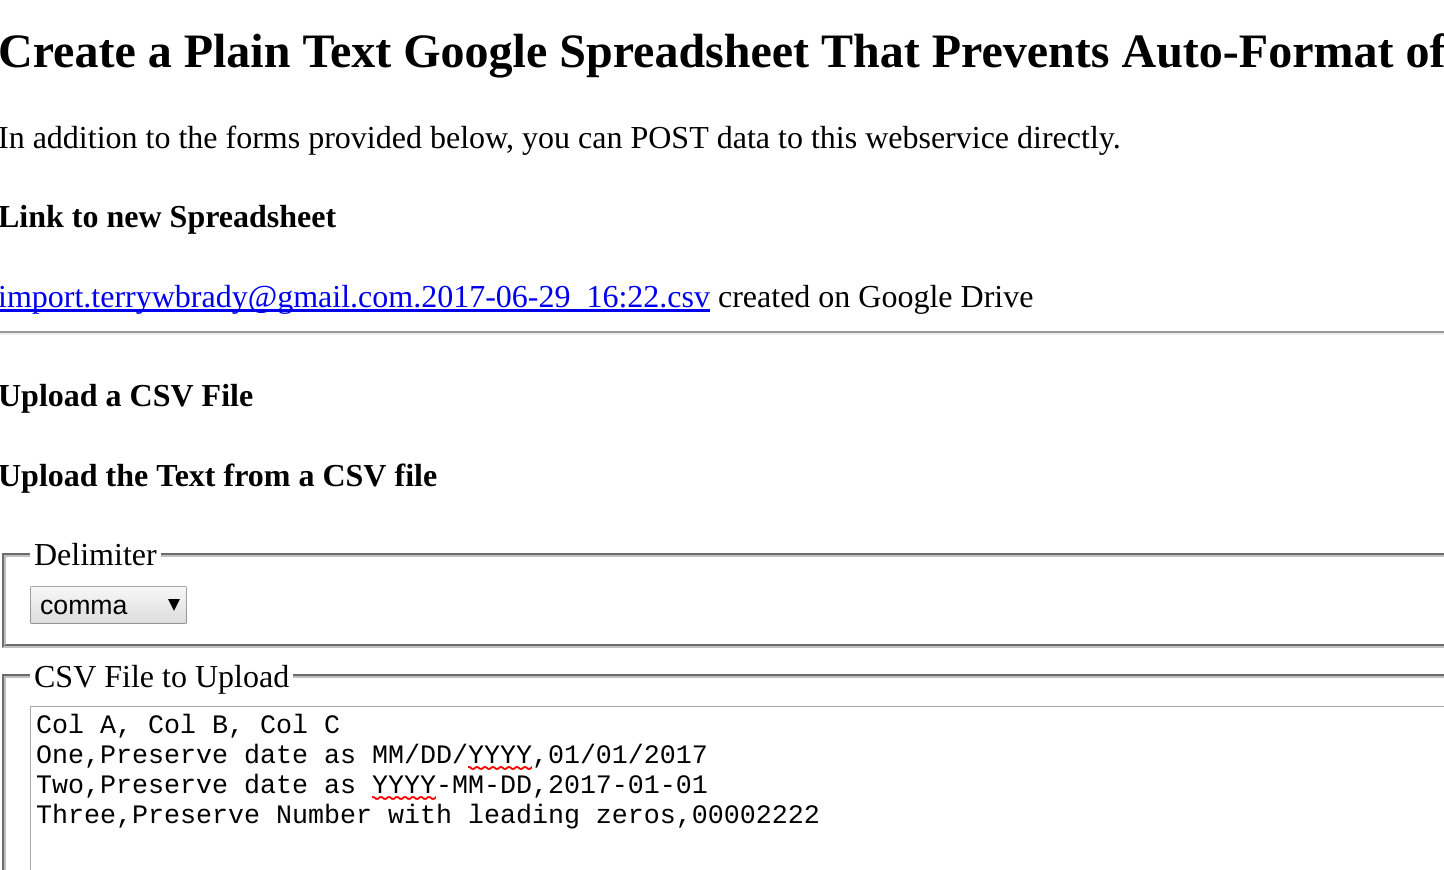 Create a Plain Text Google Spreadsheet That Prevents Auto-Format of
In addition to the forms provided below, you can POST data to this webservice directly.
Link to new Spreadsheet
import.terrywbrady@gmail.com.2017-06-29_16:22.csv created on Google Drive
Upload a CSV File
Upload the Text from a CSV file
Delimiter
comma
CSV File to Upload
Col A, Col B, Col C
One,Preserve date as MM/DD/YYYY,01/01/2017
Two,Preserve date as YYYY-MM-DD,2017-01-01
Three,Preserve Number with leading zeros,00002222